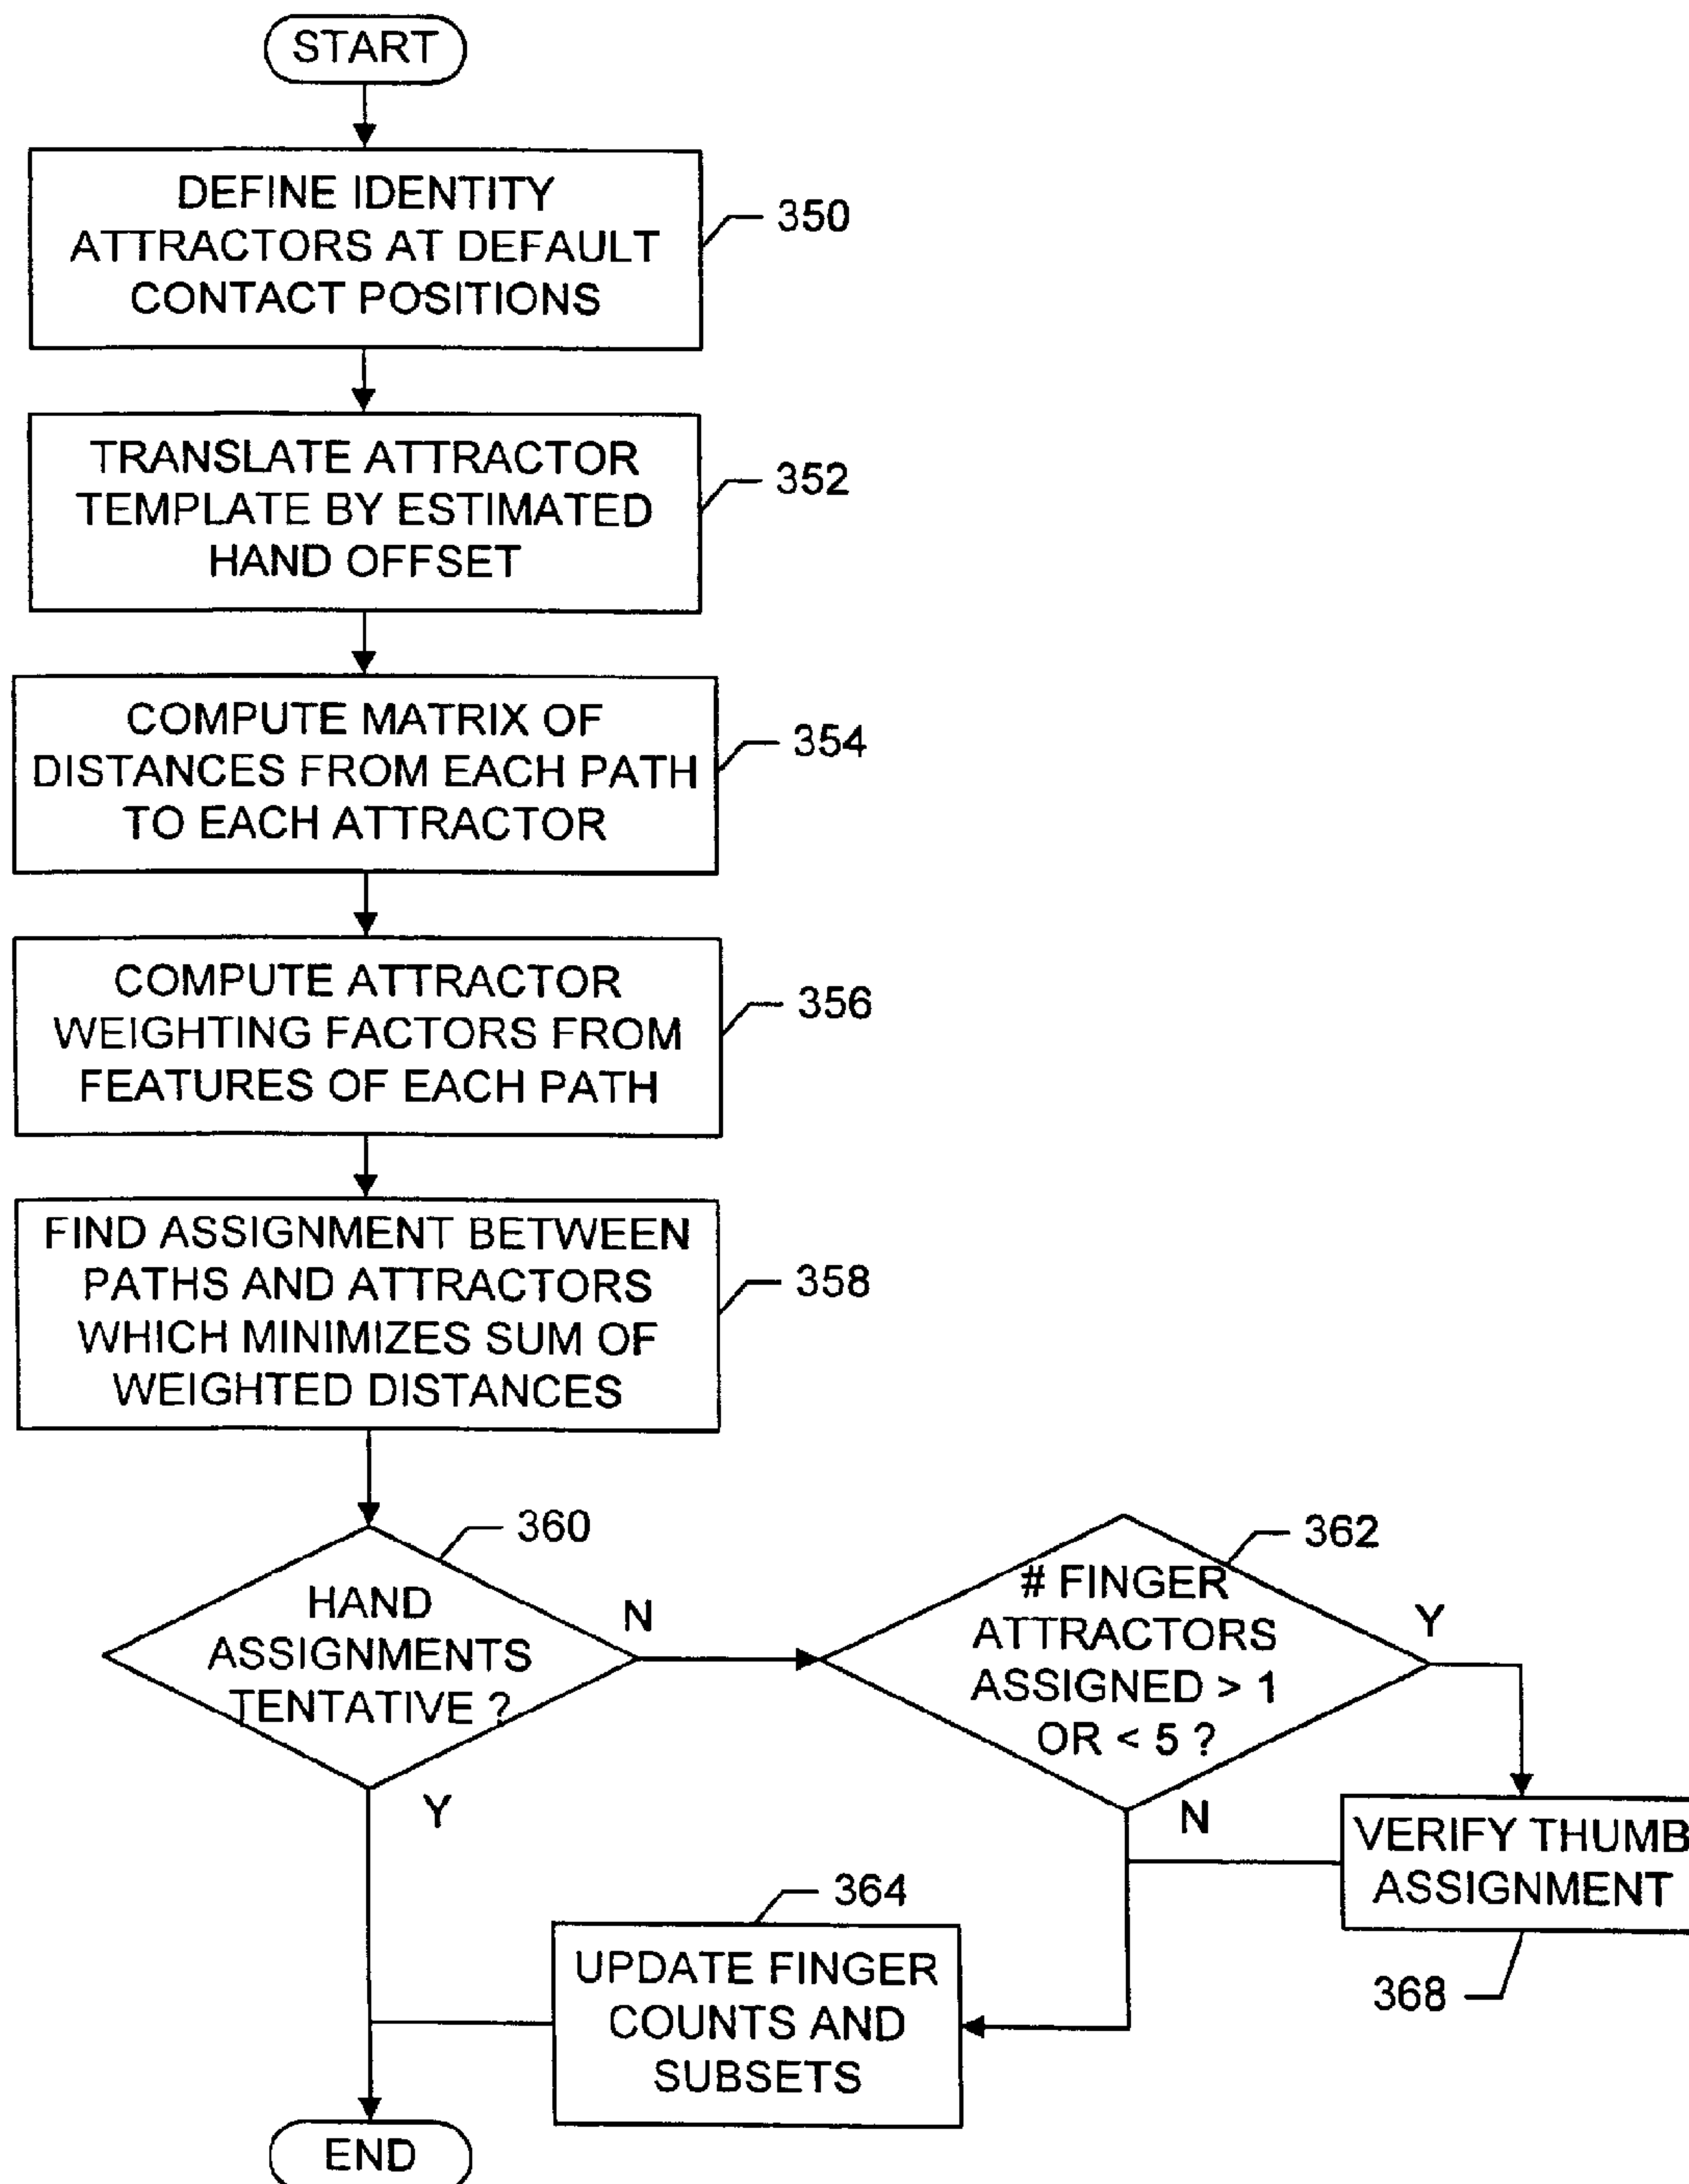 START
DEFINE IDENTITY
ATTRACTORS AT DEFAULT
CONTACT POSITIONS
350
TRANSLATE ATTRACTOR
TEMPLATE BY ESTIMATED
HAND OFFSET
352
COMPUTE MATRIX OF
DISTANCES FROM EACH PATH
TO EACH ATTRACTOR
354
COMPUTE ATTRACTOR
WEIGHTING FACTORS FROM
FEATURES OF EACH PATH
356
FIND ASSIGNMENT BETWEEN
PATHS AND ATTRACTORS
WHICH MINIMIZES SUM OF
WEIGHTED DISTANCES
358
360
HAND
ASSIGNMENTS
TENTATIVE ?
N
Y
362
# FINGER
ATTRACTORS
ASSIGNED > 1
OR < 5 ?
Y
N
VERIFY THUMB
ASSIGNMENT
368
364
UPDATE FINGER
COUNTS AND
SUBSETS
END